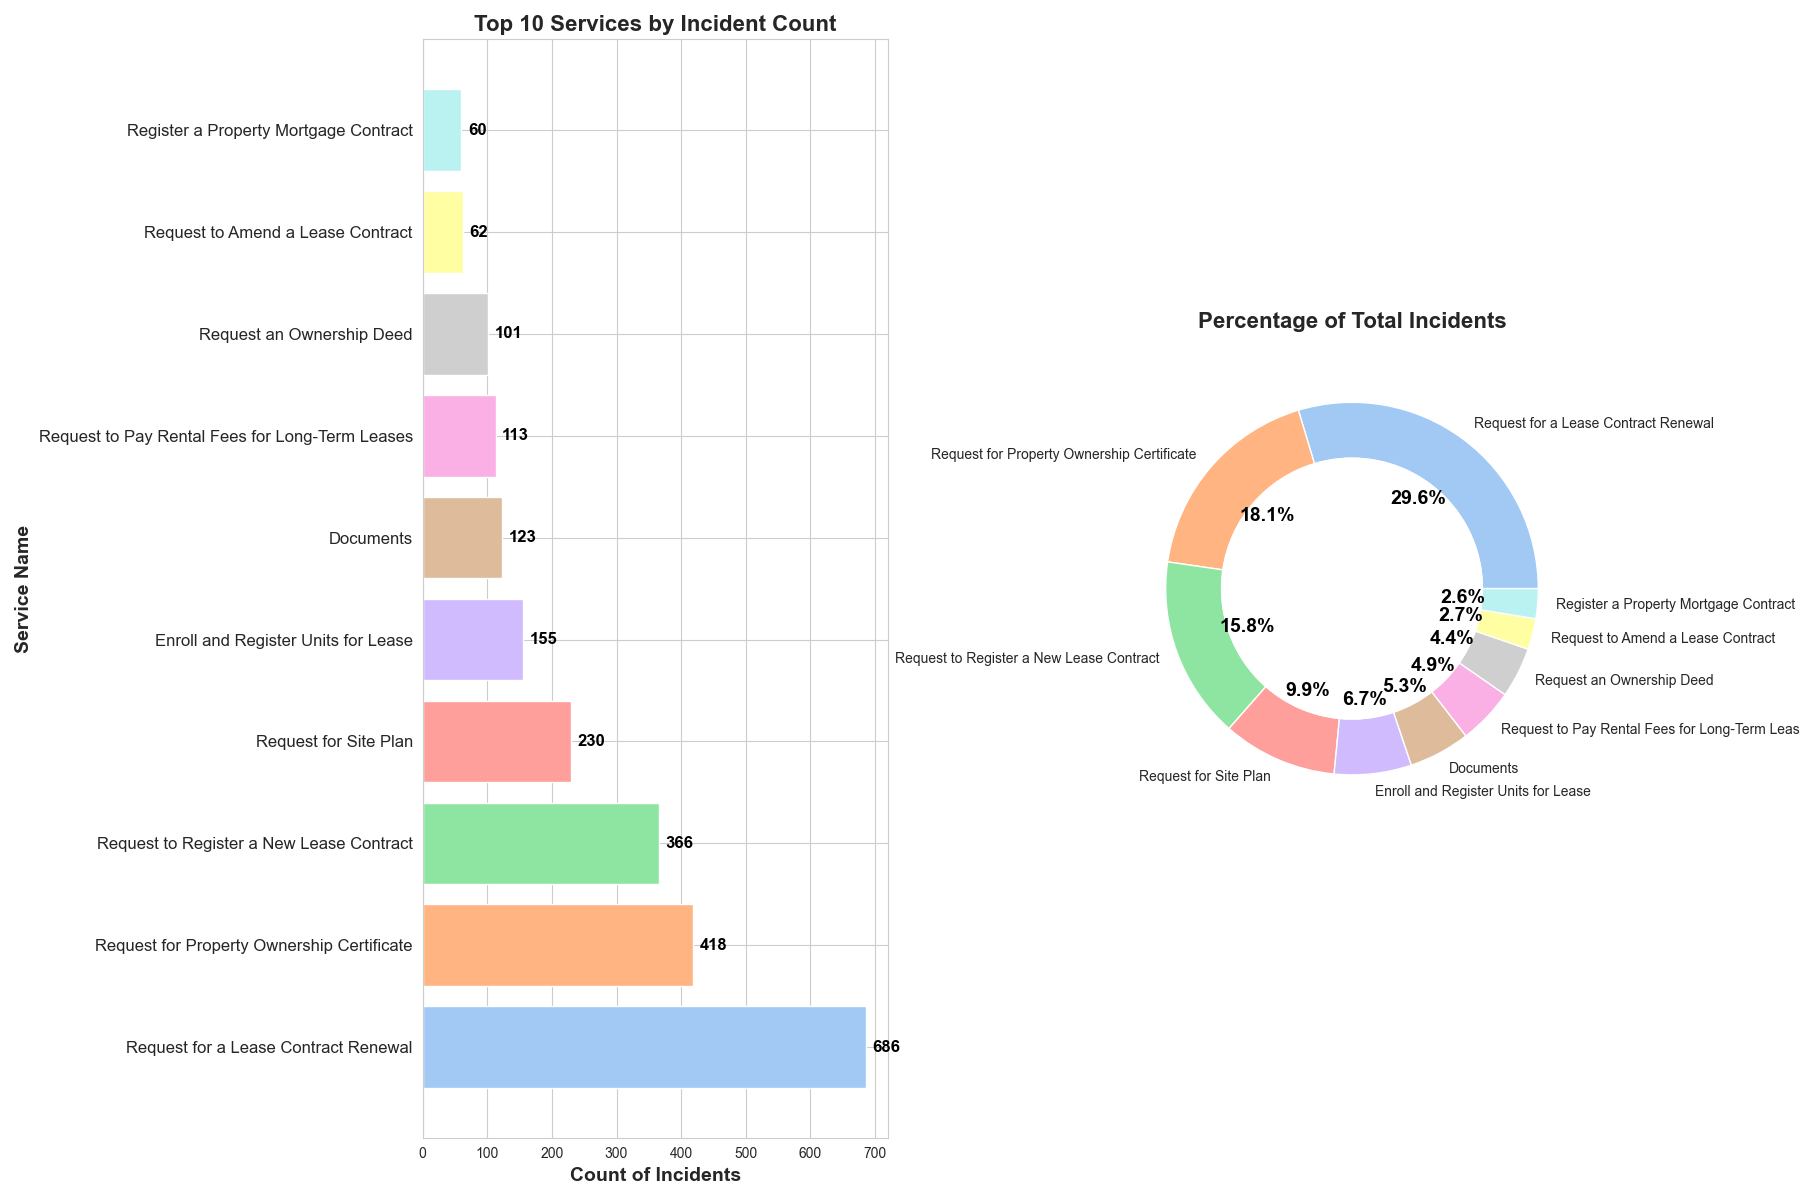 Top 10 Services by Incident Count
Service Name
Register a Property Mortgage Contract
60
Request to Amend a Lease Contract
62
Request an Ownership Deed
101
Request to Pay Rental Fees for Long-Term Leases
113
Documents
123
Enroll and Register Units for Lease
155
Request for Site Plan
230
Request to Register a New Lease Contract
366
Request for Property Ownership Certificate
418
Request for a Lease Contract Renewal
686
0 100 200 300 400 500 600 700
Count of Incidents
Percentage of Total Incidents
Request for a Lease Contract Renewal
29.6%
Request for Property Ownership Certificate
18.1%
Request to Register a New Lease Contract
15.8%
Request for Site Plan
9.9%
Enroll and Register Units for Lease
6.7%
Documents
5.3%
Request to Pay Rental Fees for Long-Term Leas
4.9%
Request an Ownership Deed
4.4%
Request to Amend a Lease Contract
2.7%
Register a Property Mortgage Contract
2.6%